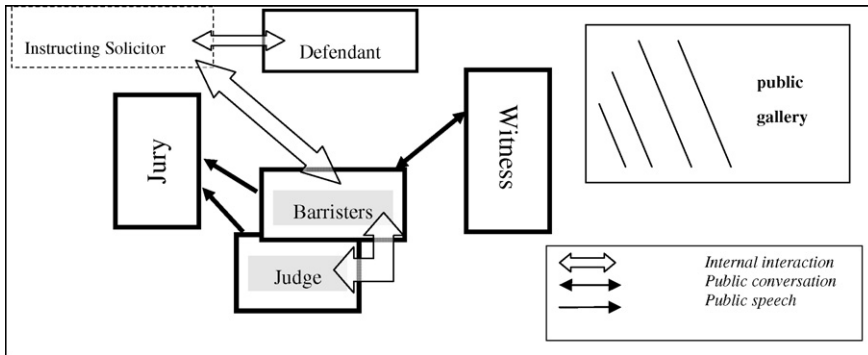 Instructing Solicitor
Defendant
Jury
Witness
public
gallery
Barristers
Judge
Internal interaction
Public conversation
Public speech